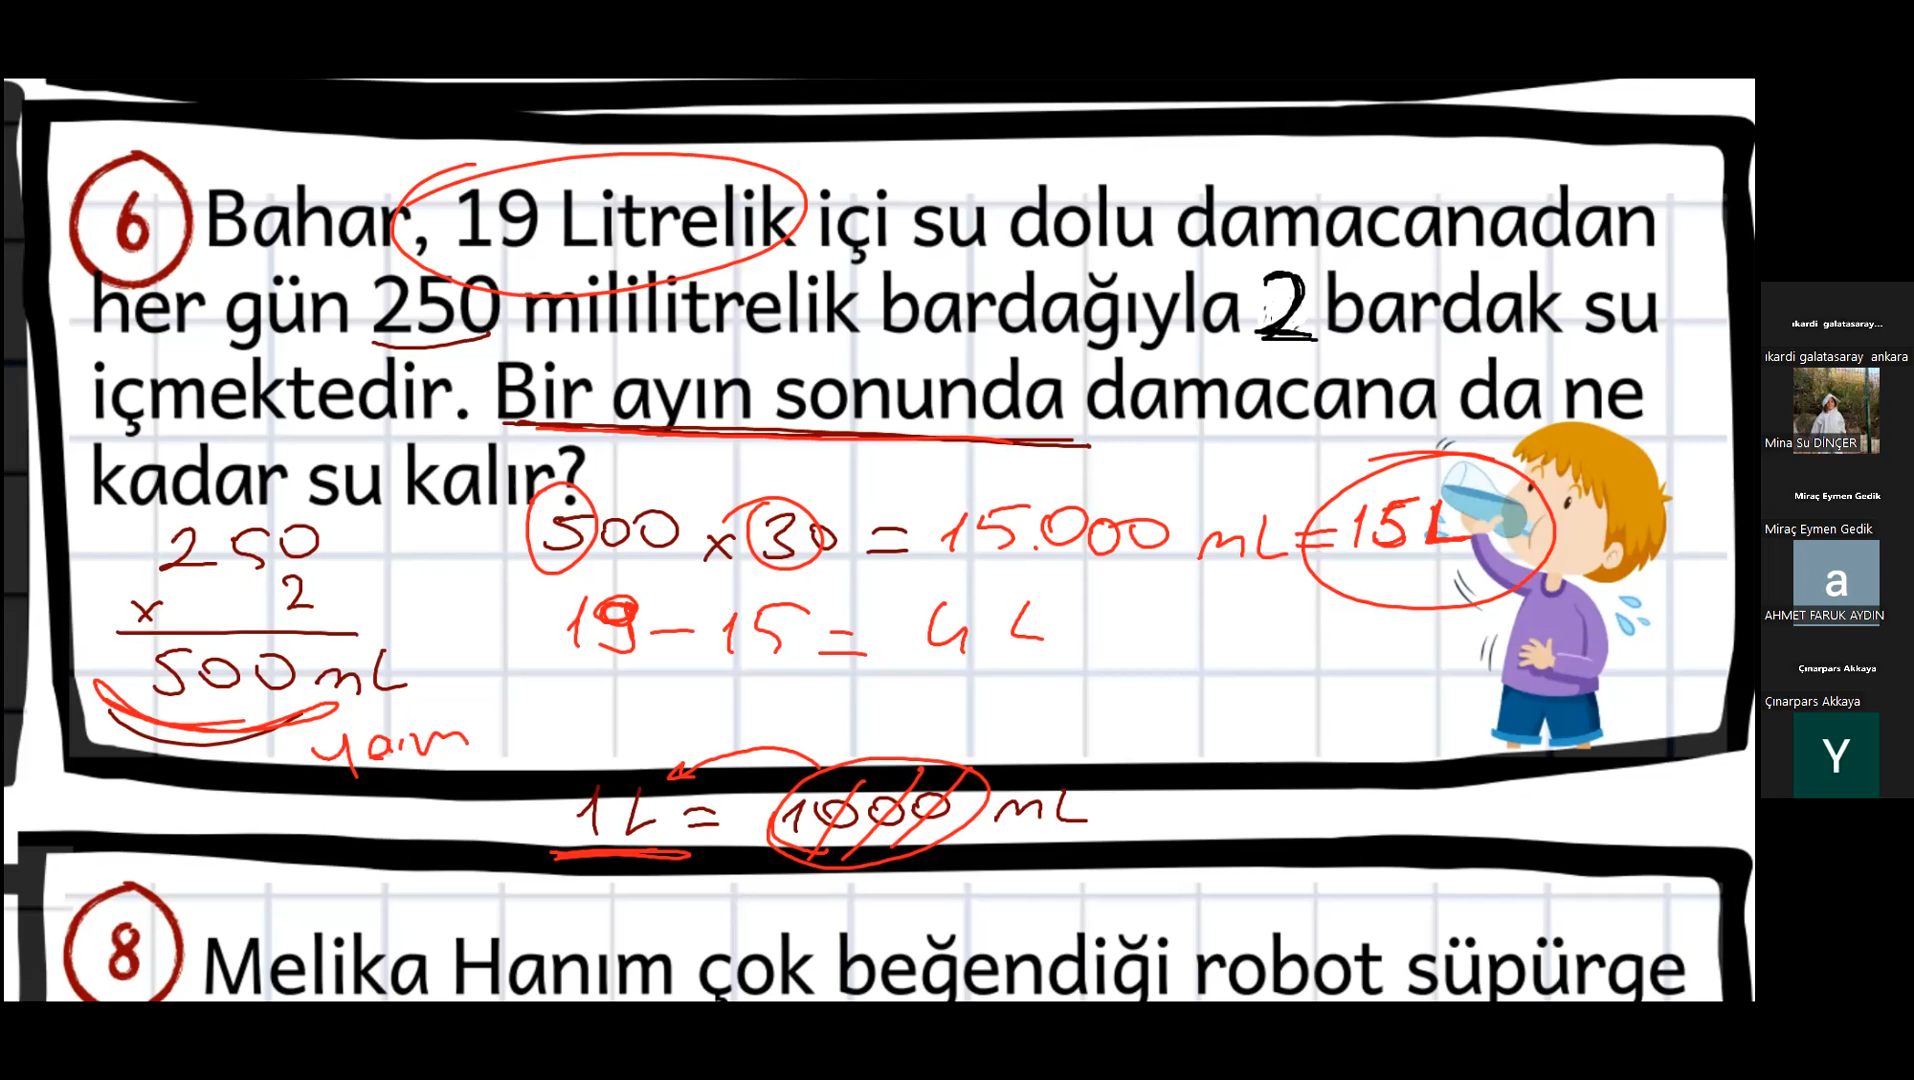 6 Bahar, 19 Litrelik içi su dolu damacanadan
her gün 250 mililitrelik bardağıyla 2 bardak su
içmektedir. Bir ayın sonunda damacana da ne
kadar su kalır?
250
x 2
500 mL
yarım
500 x 30 = 15.000 mL = 15 L
19 - 15 = 4 L
1 L = 1000 mL
8 Melika Hanım çok beğendiği robot süpürge
ıkardi galatasaray...
ıkardi galatasaray ankara
Mina Su DİNÇER
Miraç Eymen Gedik
Miraç Eymen Gedik
a
AHMET FARUK AYDIN
Çınarpars Akkaya
Çınarpars Akkaya
Y